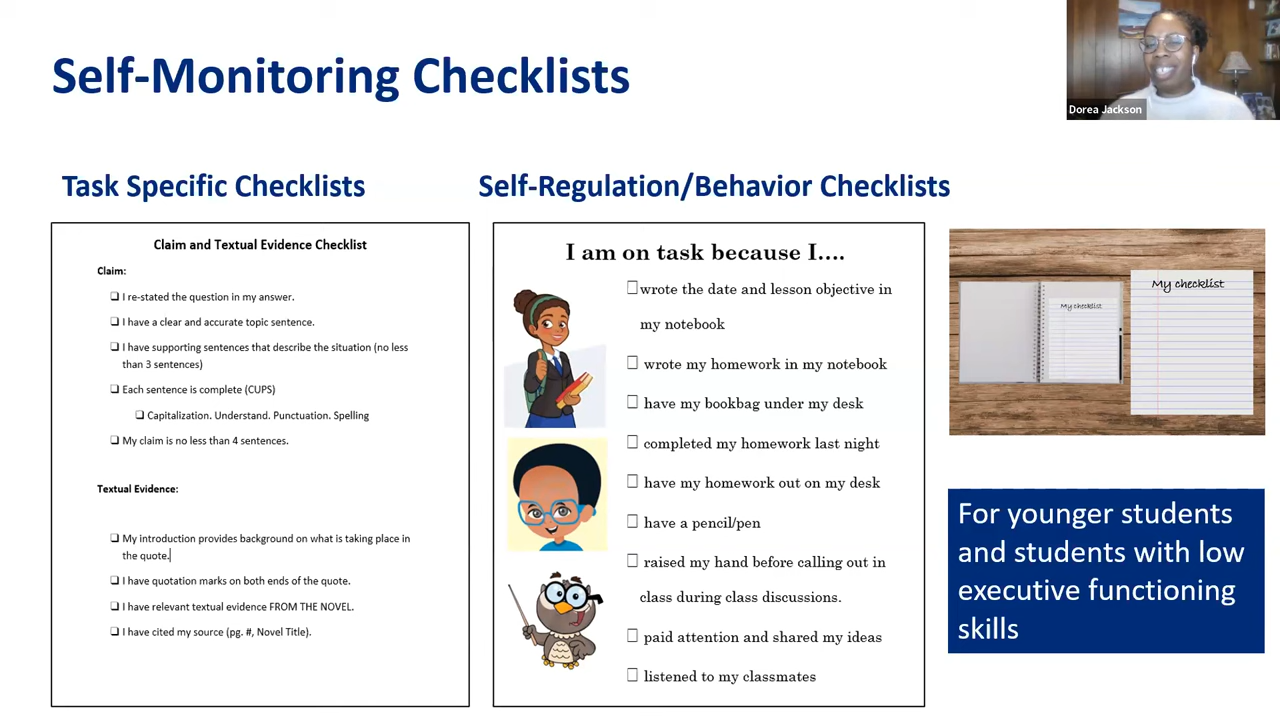 Self-Monitoring Checklists
Dorea Jackson
Task Specific Checklists
Self-Regulation/Behavior Checklists
Claim and Textual Evidence Checklist
Claim:
❑ I re-stated the question in my answer.
❑ I have a clear and accurate topic sentence.
❑ I have supporting sentences that describe the situation (no less
than 3 sentences)
❑ Each sentence is complete (CUPS)
❑ Capitalization. Understand. Punctuation. Spelling
❑ My claim is no less than 4 sentences.
Textual Evidence:
❑ My introduction provides background on what is taking place in
the quote.
❑ I have quotation marks on both ends of the quote.
❑ I have relevant textual evidence FROM THE NOVEL.
❑ I have cited my source (pg. #, Novel Title).
I am on task because I....
☐ wrote the date and lesson objective in
my notebook
☐ wrote my homework in my notebook
☐ have my bookbag under my desk
☐ completed my homework last night
☐ have my homework out on my desk
☐ have a pencil/pen
☐ raised my hand before calling out in
class during class discussions.
☐ paid attention and shared my ideas
☐ listened to my classmates
My checklist
My checklist
For younger students
and students with low
executive functioning
skills